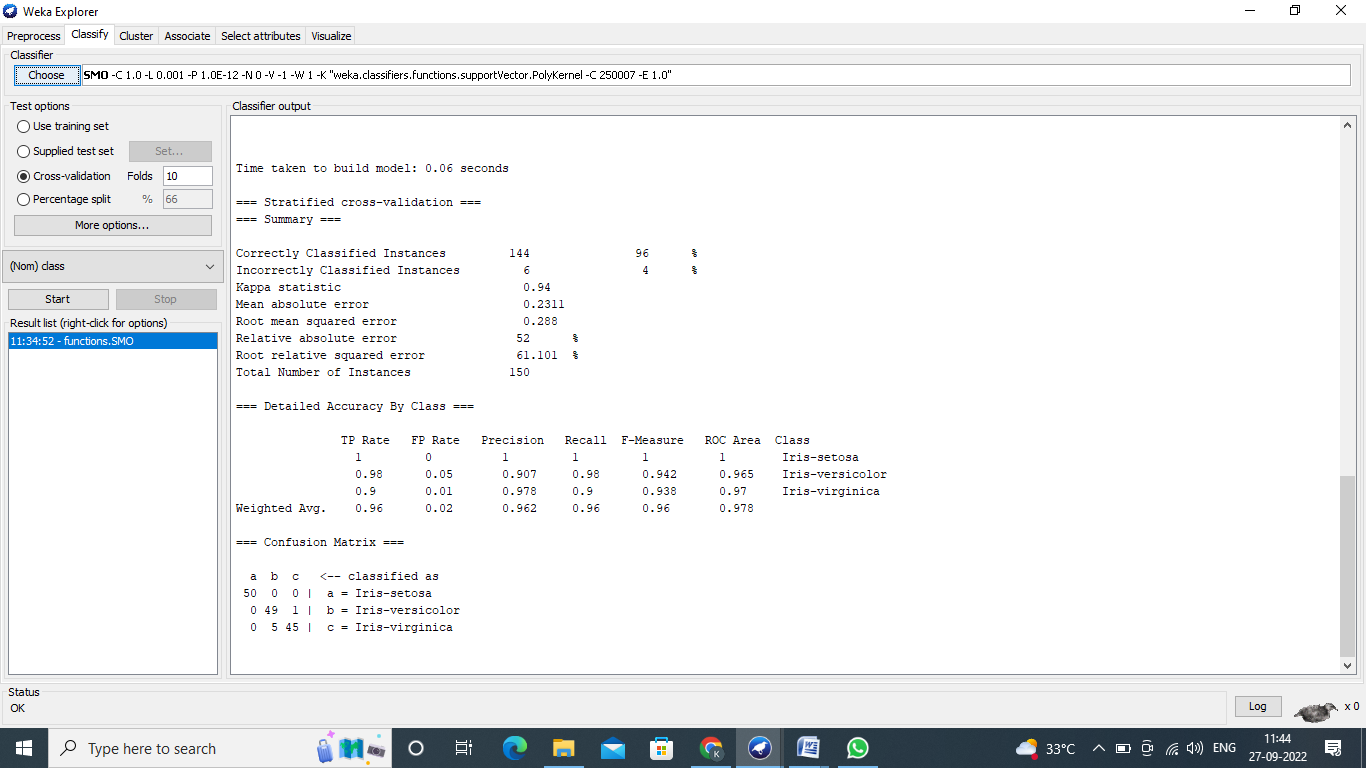 Weka Explorer
Preprocess Classify Cluster Associate Select attributes Visualize
Classifier
Choose SMO -C 1.0 -L 0.001 -P 1.0E-12 -N 0 -V -1 -W 1 -K "weka.classifiers.functions.supportVector.PolyKernel -C 250007 -E 1.0"
Test options
Use training set
Supplied test set Set...
Cross-validation Folds 10
Percentage split % 66
More options...
(Nom) class
Start Stop
Result list (right-click for options)
11:34:52 - functions.SMO
Classifier output
Time taken to build model: 0.06 seconds
=== Stratified cross-validation ===
=== Summary ===
Correctly Classified Instances 144 96 %
Incorrectly Classified Instances 6 4 %
Kappa statistic 0.94
Mean absolute error 0.2311
Root mean squared error 0.288
Relative absolute error 52 %
Root relative squared error 61.101 %
Total Number of Instances 150
=== Detailed Accuracy By Class ===
TP Rate FP Rate Precision Recall F-Measure ROC Area Class
1 0 1 1 1 1 Iris-setosa
0.98 0.05 0.907 0.98 0.942 0.965 Iris-versicolor
0.9 0.01 0.978 0.9 0.938 0.97 Iris-virginica
Weighted Avg. 0.96 0.02 0.962 0.96 0.96 0.978
=== Confusion Matrix ===
a b c <-- classified as
50 0 0 | a = Iris-setosa
0 49 1 | b = Iris-versicolor
0 5 45 | c = Iris-virginica
Status
OK
Log x 0
Type here to search
33°C
ENG
11:44
27-09-2022